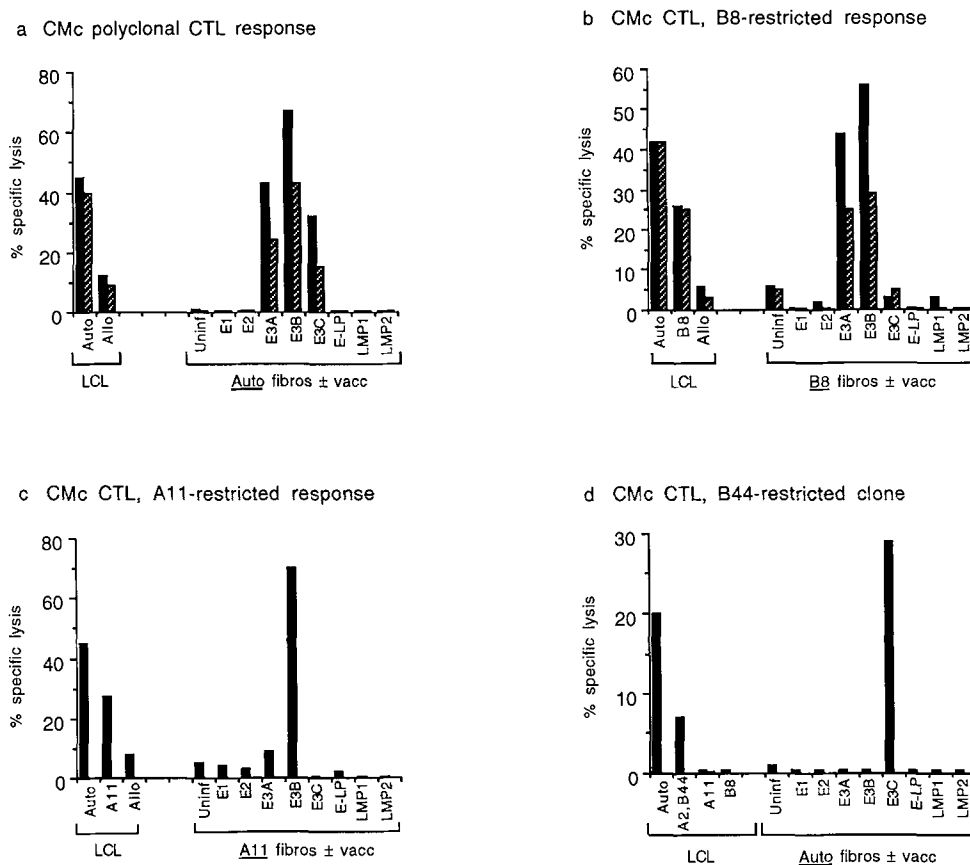 a CMc polyclonal CTL response
80
60
40
20
0
% specific lysis
Auto
Allo
Uninf
E1
E2
E3A
E3B
E3C
E-LP
LMP1
LMP2
LCL
Auto fibros ± vacc
b CMc CTL, B8-restricted response
60
50
40
30
20
10
0
% specific lysis
Auto
B8
Allo
Uninf
E1
E2
E3A
E3B
E3C
E-LP
LMP1
LMP2
LCL
B8 fibros ± vacc
c CMc CTL, A11-restricted response
80
60
40
20
0
% specific lysis
Auto
A11
Allo
Uninf
E1
E2
E3A
E3B
E3C
E-LP
LMP1
LMP2
LCL
A11 fibros ± vacc
d CMc CTL, B44-restricted clone
30
20
10
0
% specific lysis
Auto
A2,B44
A11
B8
Uninf
E1
E2
E3A
E3B
E3C
E-LP
LMP1
LMP2
LCL
Auto fibros ± vacc